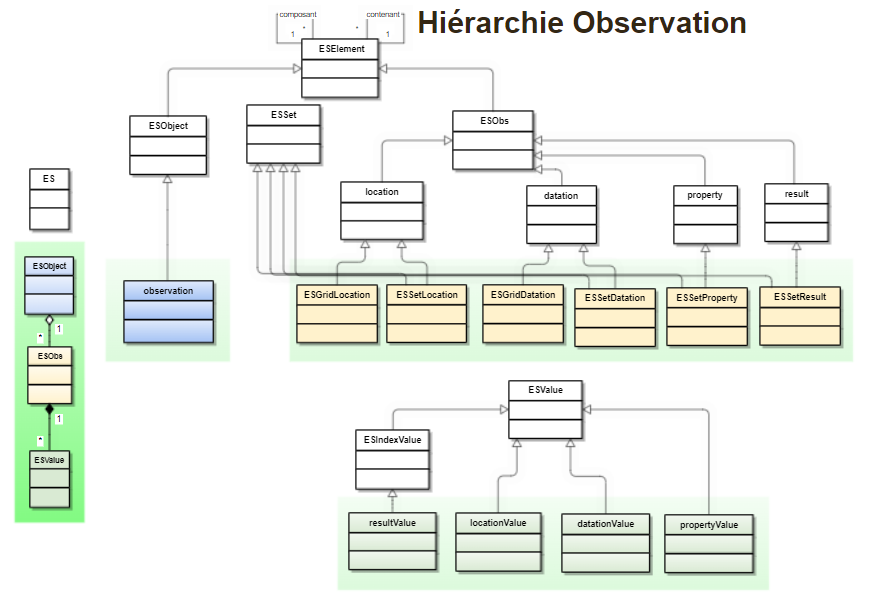 composant
contenant
Hiérarchie Observation
*
*
1
1
ESElement
ESObject
ESSet
ESObs
ES
location
datation
property
result
ESObject
observation
ESGridLocation
ESSetLocation
ESGridDatation
ESSetDatation
ESSetProperty
ESSetResult
1
*
ESObs
1
*
ESValue
ESValue
ESIndexValue
resultValue
locationValue
datationValue
propertyValue